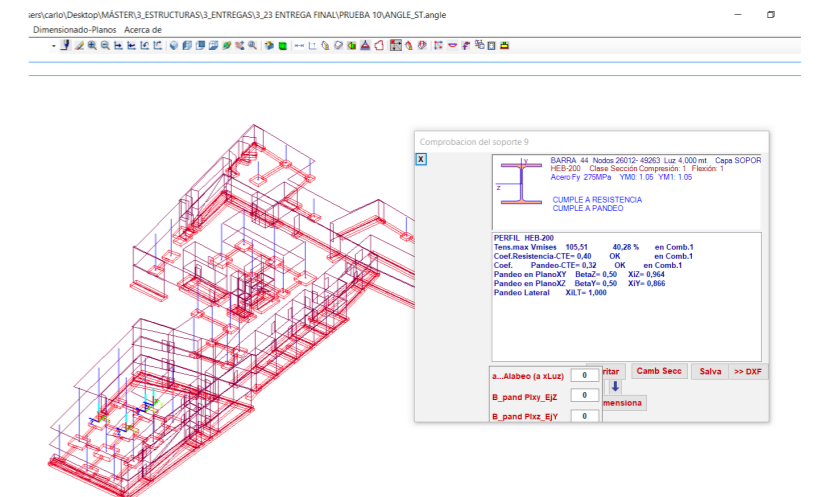 sers\carlo\Desktop\MÁSTER\3_ESTRUCTURAS\3_ENTREGAS\3_23 ENTREGA FINAL\PRUEBA 10\ANGLE_ST.angle
Dimensionado-Planos Acerca de
Comprobacion del soporte 9
X
BARRA 44 Nodos 26012- 49263 Luz 4,000 mt Capa SOPOR
HEB-200 Clase Sección Compresión: 1 Flexión: 1
Acero Fy 275MPa YM0: 1.05 YM1: 1.05
Y
Z
CUMPLE A RESISTENCIA
CUMPLE A PANDEO
PERFIL HEB-200
Tens.max Vmises 105,51 40,28 % en Comb.1
Coef.Resistencia-CTE= 0,40 OK en Comb.1
Coef. Pandeo-CTE= 0,32 OK en Comb.1
Pandeo en PlanoXY BetaZ= 0,50 XiZ= 0,964
Pandeo en PlanoXZ BetaY= 0,50 XiY= 0,866
Pandeo Lateral XiLT= 1,000
a...Alabeo (a xLuz) 0
ritar Camb Secc Salva >> DXF
B_pand Plxy_EjZ 0
mensiona
B_pand Plxz_EjY 0